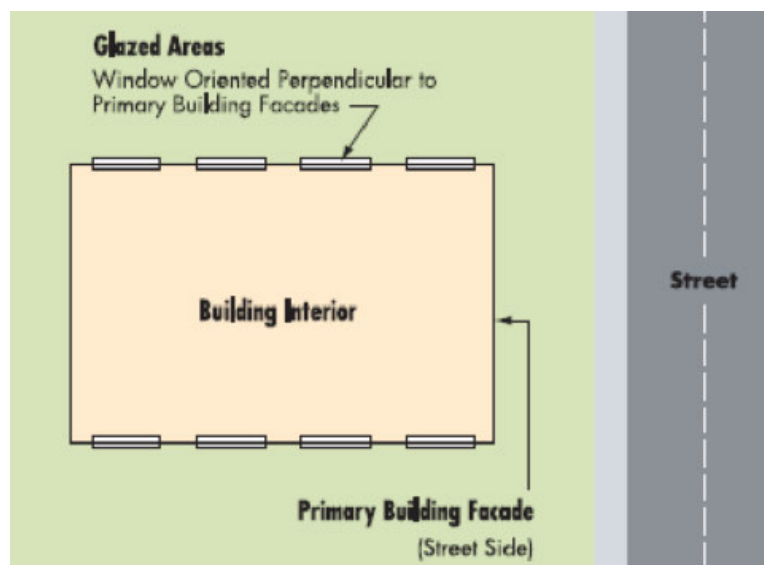 Glazed Areas
Window Oriented Perpendicular to
Primary Building Facades
Street
Building Interior
Primary Building Facade
(Street Side)